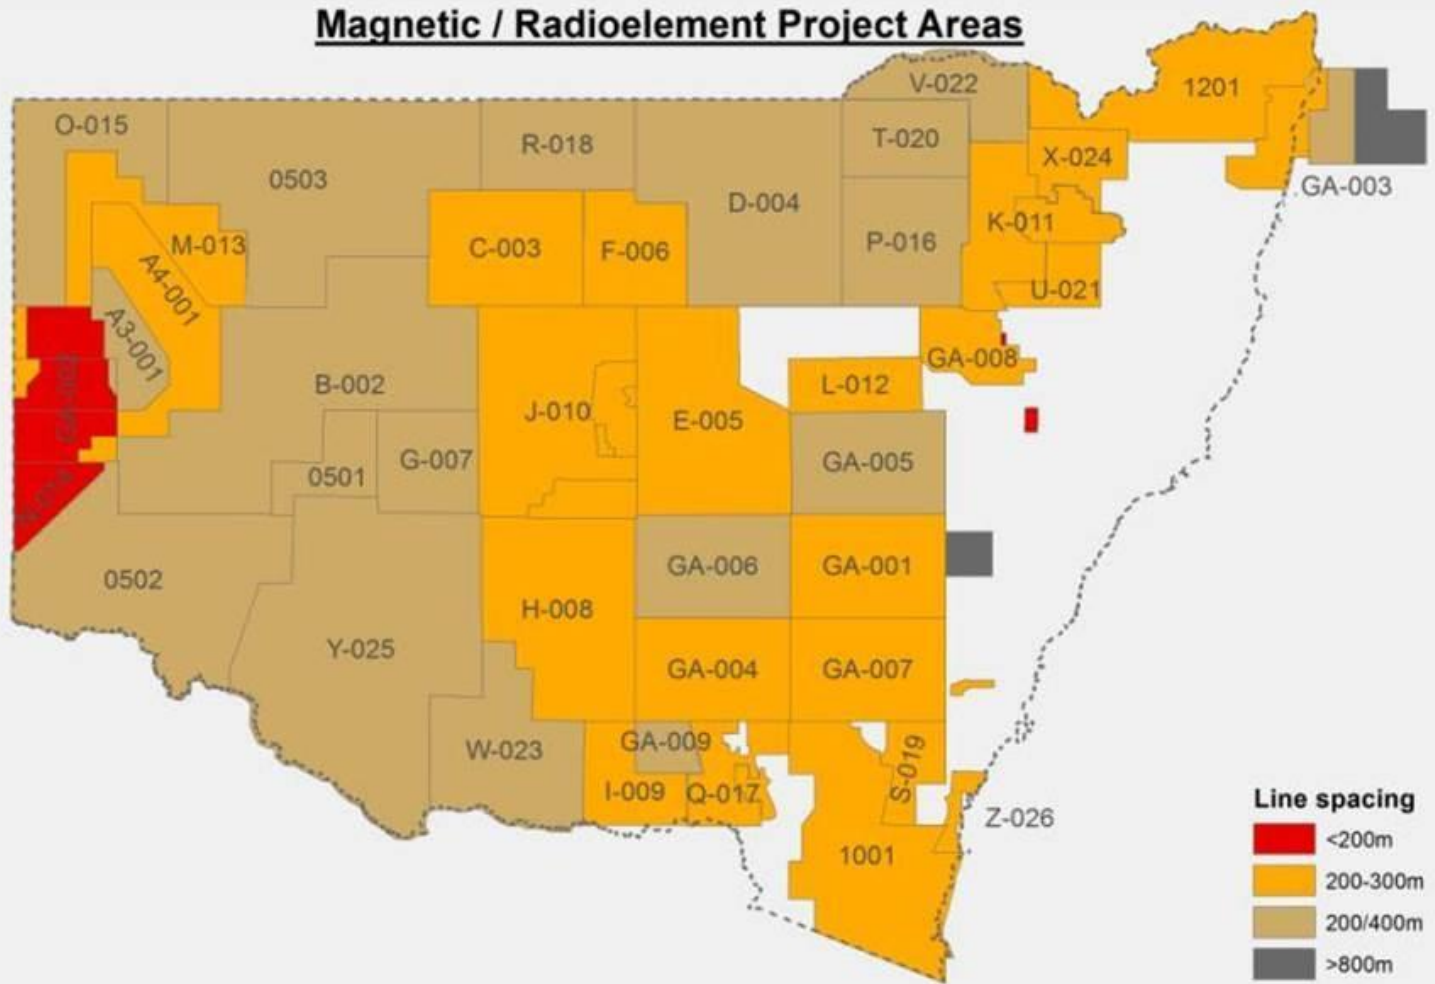 Magnetic / Radioelement Project Areas
V-022
1201
O-015
R-018
T-020
X-024
0503
GA-003
D-004
K-011
P-016
M-013
C-003
F-006
A4-001
U-021
A3-001
GA-008
GA-002
B-002
L-012
J-010
E-005
G-007
GA-005
0501
N-014
0502
GA-006
GA-001
H-008
Y-025
GA-004
GA-007
W-023
GA-009
S-019
I-009
Q-017
Z-026
1001
Line spacing
<200m
200-300m
200/400m
>800m